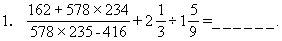 1. (162 + 578 × 234)/(578 × 235 - 416) + 2 1/3 ÷ 1 5/9 = ______.